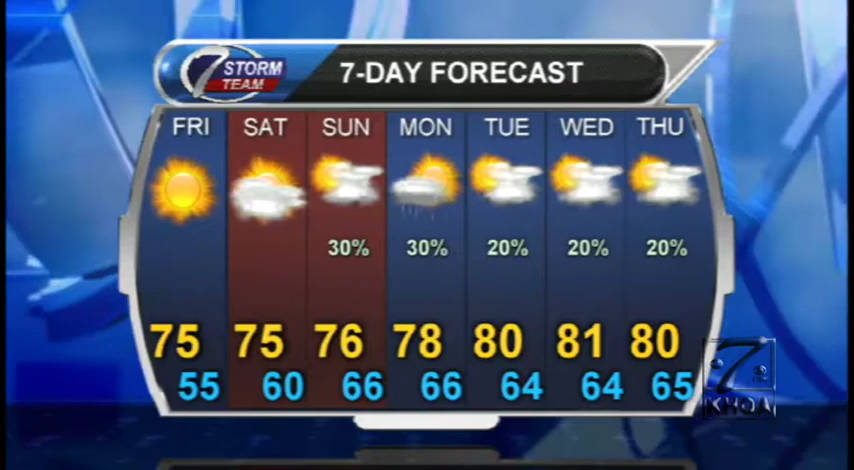 7 STORM TEAM
7-DAY FORECAST
FRI SAT SUN MON TUE WED THU
30% 30% 20% 20% 20%
75 75 76 78 80 81 80
55 60 66 66 64 64 65
7
KHQA